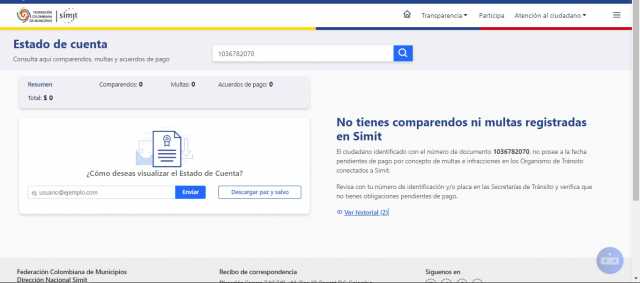 FEDERACIÓN
COLOMBIANA
DE MUNICIPIOS
simit
Transparencia
Participa
Atención al ciudadano
Estado de cuenta
Consulta aquí comparendos, multas y acuerdos de pago
1036782070
Resumen
Comparendos: 0
Multas: 0
Acuerdos de pago: 0
Total: $ 0
¿Cómo deseas visualizar el Estado de Cuenta?
ej. usuario@ejemplo.com
Enviar
Descargar paz y salvo
No tienes comparendos ni multas registradas
en Simit
El ciudadano identificado con el número de documento 1036782070, no posee a la fecha
pendientes de pago por concepto de multas e infracciones en los Organismo de Tránsito
conectados a Simit.
Revisa con tu número de identificación y/o placa en las Secretarías de Tránsito y verifica que
no tienes obligaciones pendientes de pago.
Ver historial (2)
Federación Colombiana de Municipios
Dirección Nacional Simit
Recibo de correspondencia
Síguenos en